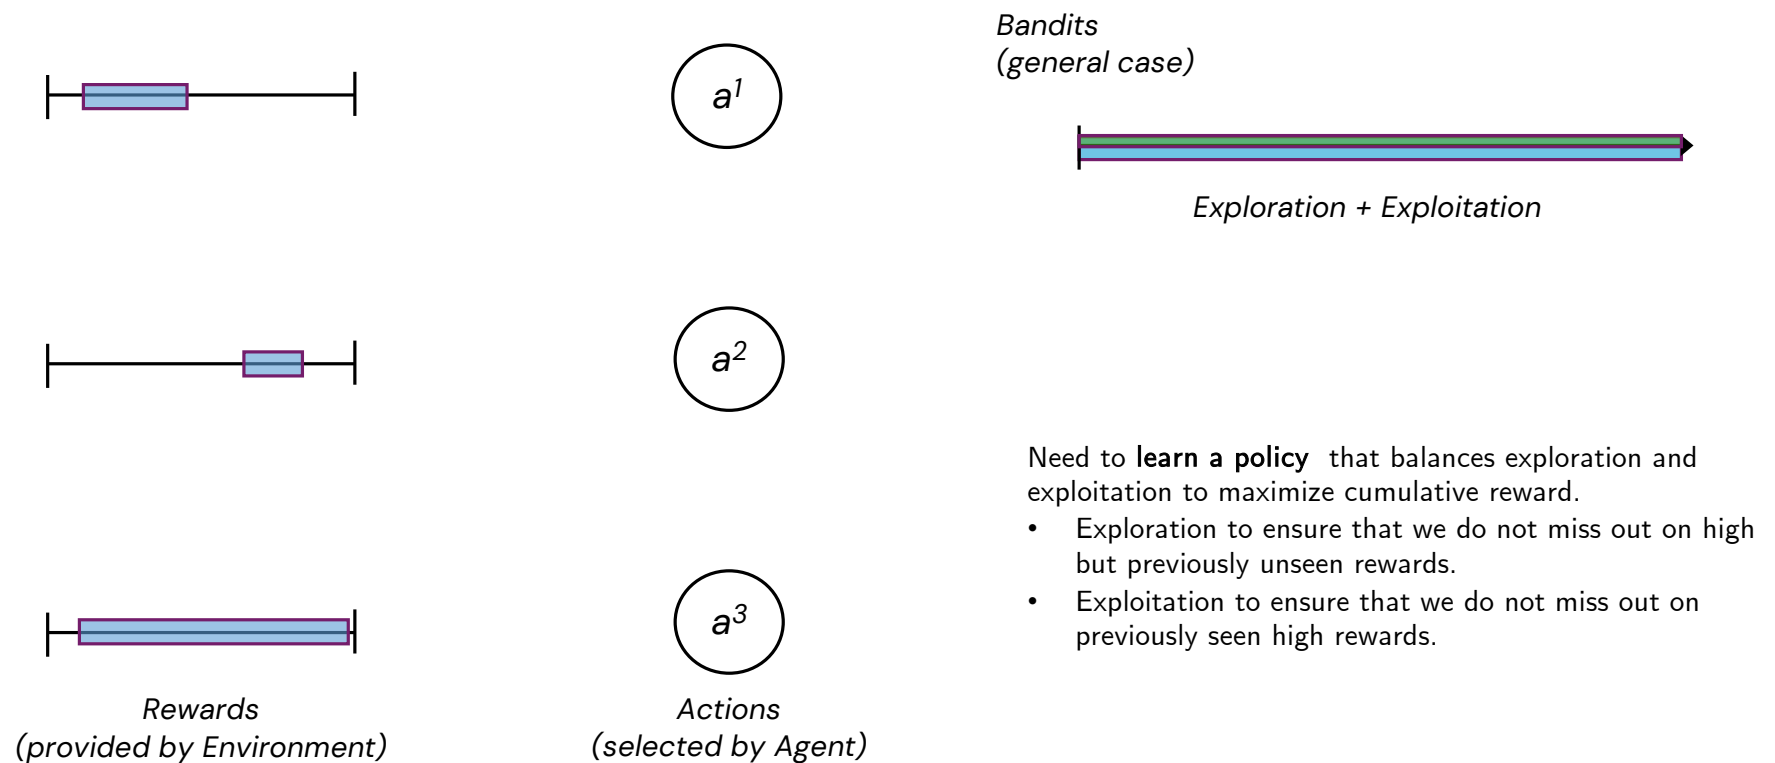 a¹
a²
a³
Rewards
(provided by Environment)
Actions
(selected by Agent)
Bandits
(general case)
Exploration + Exploitation
Need to learn a policy that balances exploration and
exploitation to maximize cumulative reward.
• Exploration to ensure that we do not miss out on high
but previously unseen rewards.
• Exploitation to ensure that we do not miss out on
previously seen high rewards.